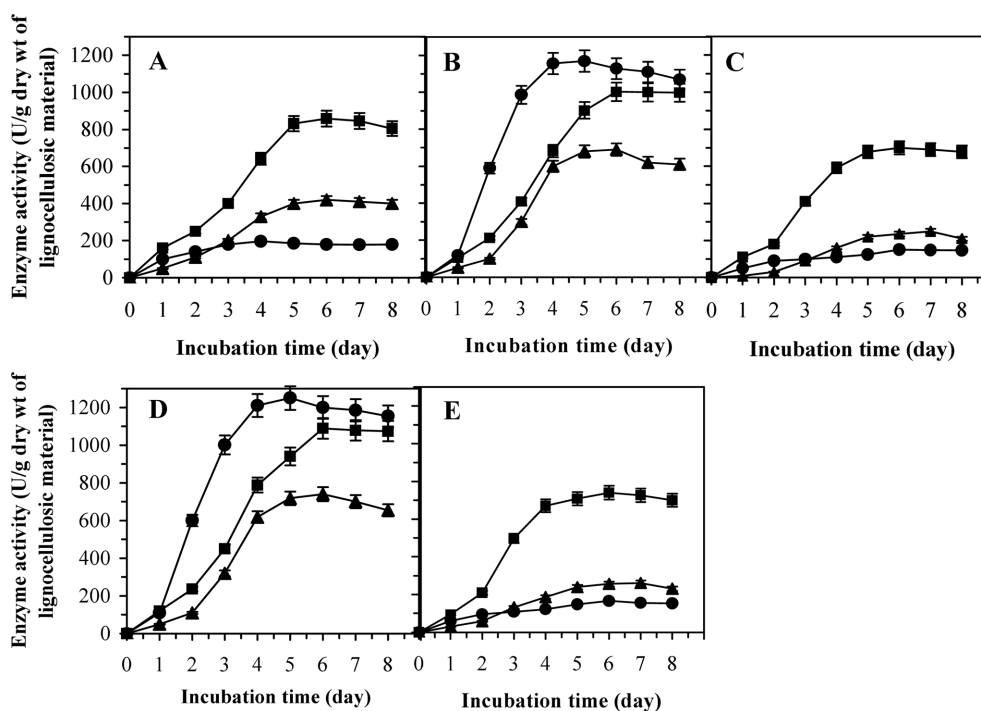 Enzyme activity (U/g dry wt of
lignocellulosic material)
1200
1000
800
600
400
200
0
A
0 1 2 3 4 5 6 7 8
Incubation time (day)
B
0 1 2 3 4 5 6 7 8
Incubation time (day)
C
0 1 2 3 4 5 6 7 8
Incubation time (day)
Enzyme activity (U/g dry wt of
lignocellulosic material)
1200
1000
800
600
400
200
0
D
0 1 2 3 4 5 6 7 8
Incubation time (day)
E
0 1 2 3 4 5 6 7 8
Incubation time (day)